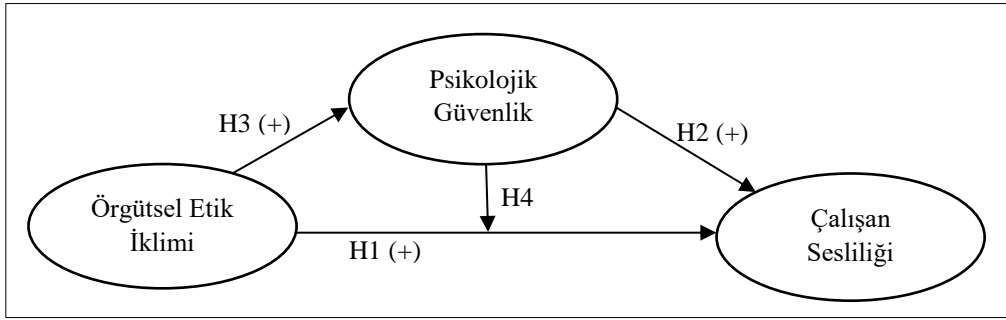 Psikolojik
Güvenlik
H3 (+)
H2 (+)
H4
Örgütsel Etik
İklimi
H1 (+)
Çalışan
Sesliliği